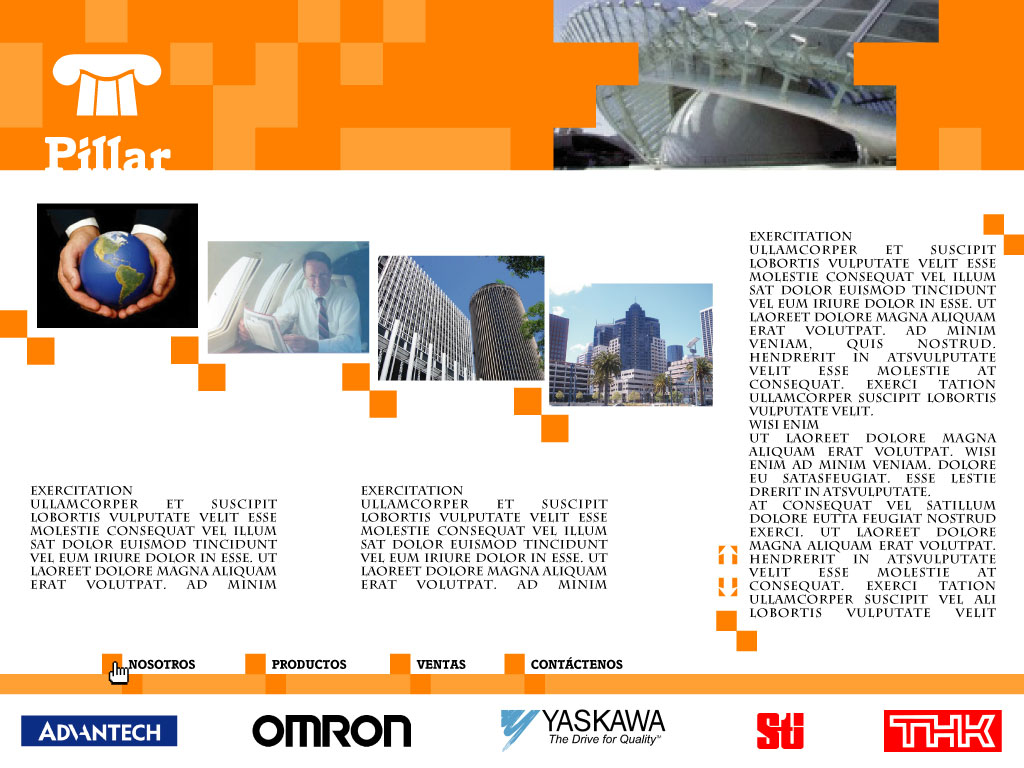 Pillar
EXERCITATION
ULLAMCORPER ET SUSCIPIT
LOBORTIS VULPUTATE VELIT ESSE
MOLESTIE CONSEQUAT VEL ILLUM
SAT DOLOR EUISMOD TINCIDUNT
VEL EUM IRIURE DOLOR IN ESSE. UT
LAOREET DOLORE MAGNA ALIQUAM
ERAT VOLUTPAT. AD MINIM
EXERCITATION
ULLAMCORPER ET SUSCIPIT
LOBORTIS VULPUTATE VELIT ESSE
MOLESTIE CONSEQUAT VEL ILLUM
SAT DOLOR EUISMOD TINCIDUNT
VEL EUM IRIURE DOLOR IN ESSE. UT
LAOREET DOLORE MAGNA ALIQUAM
ERAT VOLUTPAT. AD MINIM
EXERCITATION
ULLAMCORPER ET SUSCIPIT
LOBORTIS VULPUTATE VELIT ESSE
MOLESTIE CONSEQUAT VEL ILLUM
SAT DOLOR EUISMOD TINCIDUNT
VEL EUM IRIURE DOLOR IN ESSE. UT
LAOREET DOLORE MAGNA ALIQUAM
ERAT VOLUTPAT. AD MINIM
VENIAM, QUIS NOSTRUD.
HENDRERIT IN ATSVULPUTATE
VELIT ESSE MOLESTIE AT
CONSEQUAT. EXERCI TATION
ULLAMCORPER SUSCIPIT LOBORTIS
VULPUTATE VELIT.
WISI ENIM
UT LAOREET DOLORE MAGNA
ALIQUAM ERAT VOLUTPAT. WISI
ENIM AD MINIM VENIAM. DOLORE
EU SATASFEUGIAT. ESSE LESTIE
DRERIT IN ATSVULPUTATE.
AT CONSEQUAT VEL SATILLUM
DOLORE EUTTA FEUGIAT NOSTRUD
EXERCI. UT LAOREET DOLORE
MAGNA ALIQUAM ERAT VOLUTPAT.
HENDRERIT IN ATSVULPUTATE
VELIT ESSE MOLESTIE AT
CONSEQUAT. EXERCI TATION
ULLAMCORPER SUSCIPIT VEL ALI
LOBORTIS VULPUTATE VELIT
NOSOTROS PRODUCTOS VENTAS CONTÁCTENOS
ADVANTECH OMRON YASKAWA Sti THK
The Drive for Quality™